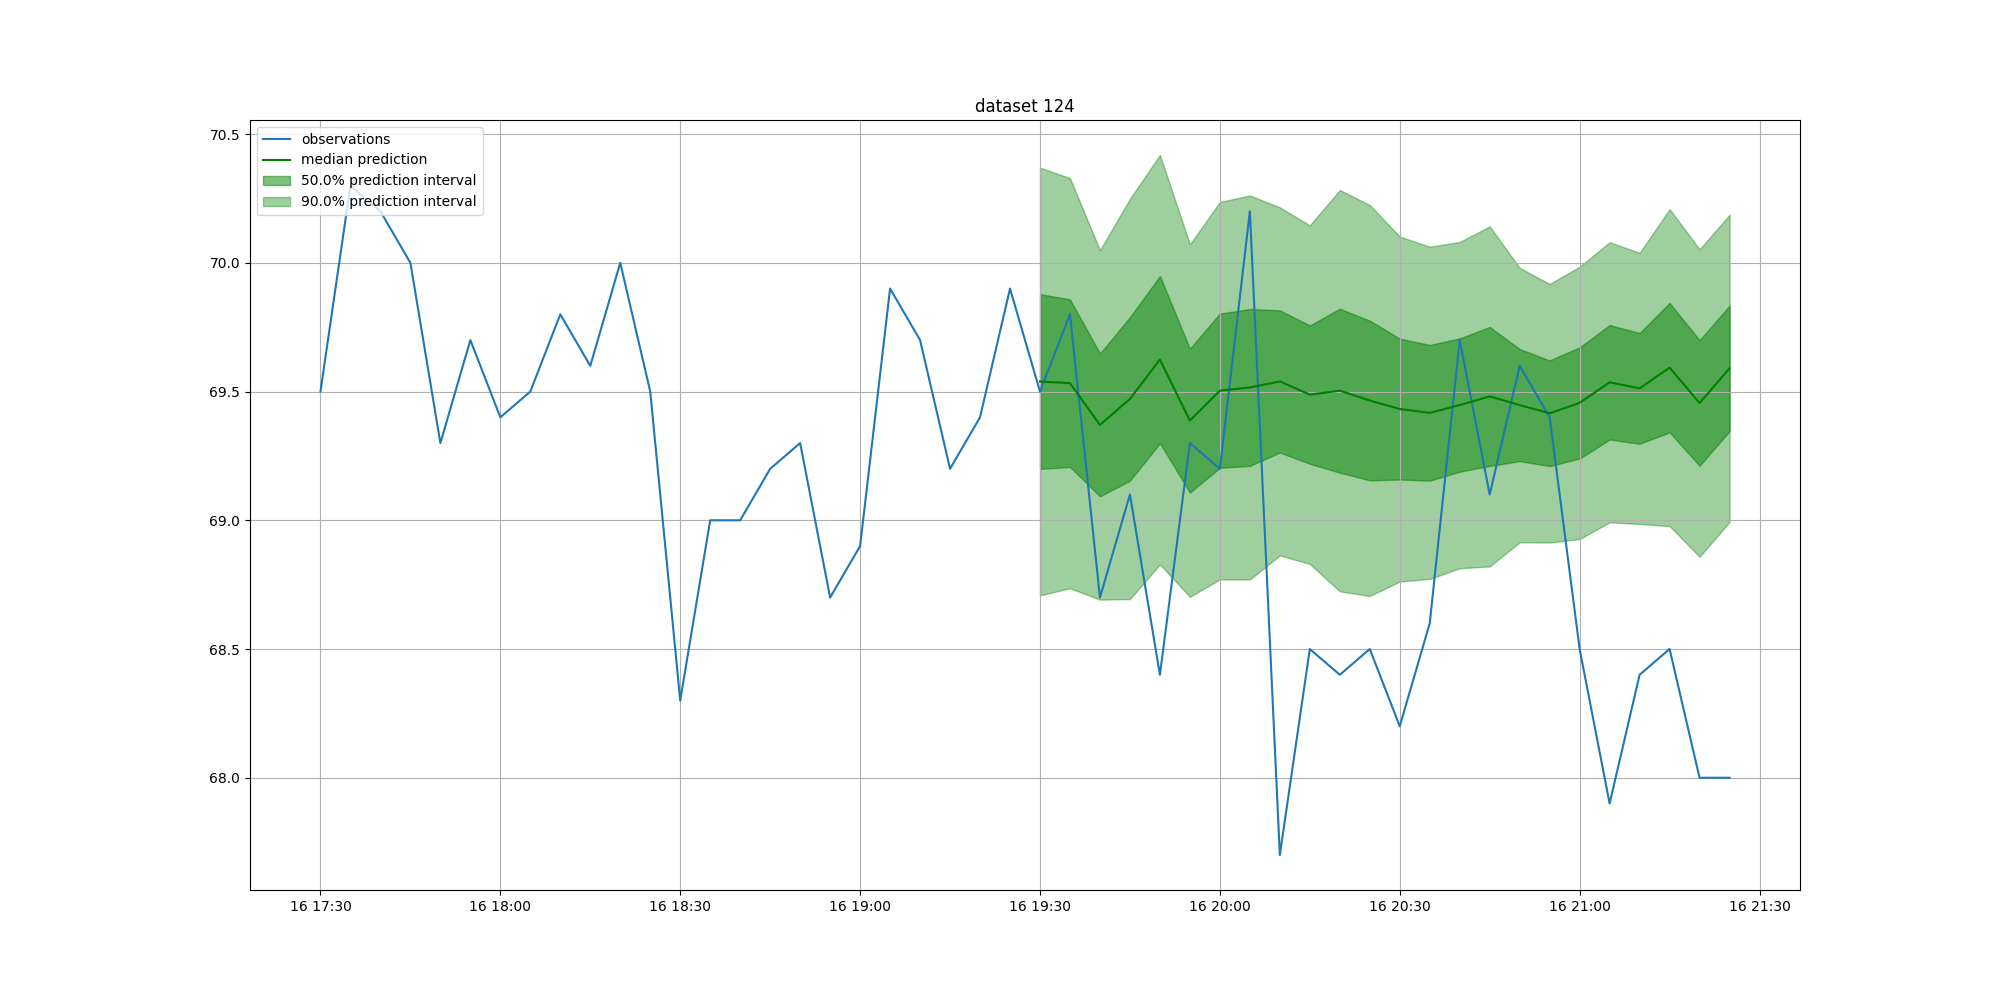 dataset 124
observations
median prediction
50.0% prediction interval
90.0% prediction interval
70.5
70.0
69.5
69.0
68.5
68.0
16 17:30 16 18:00 16 18:30 16 19:00 16 19:30 16 20:00 16 20:30 16 21:00 16 21:30